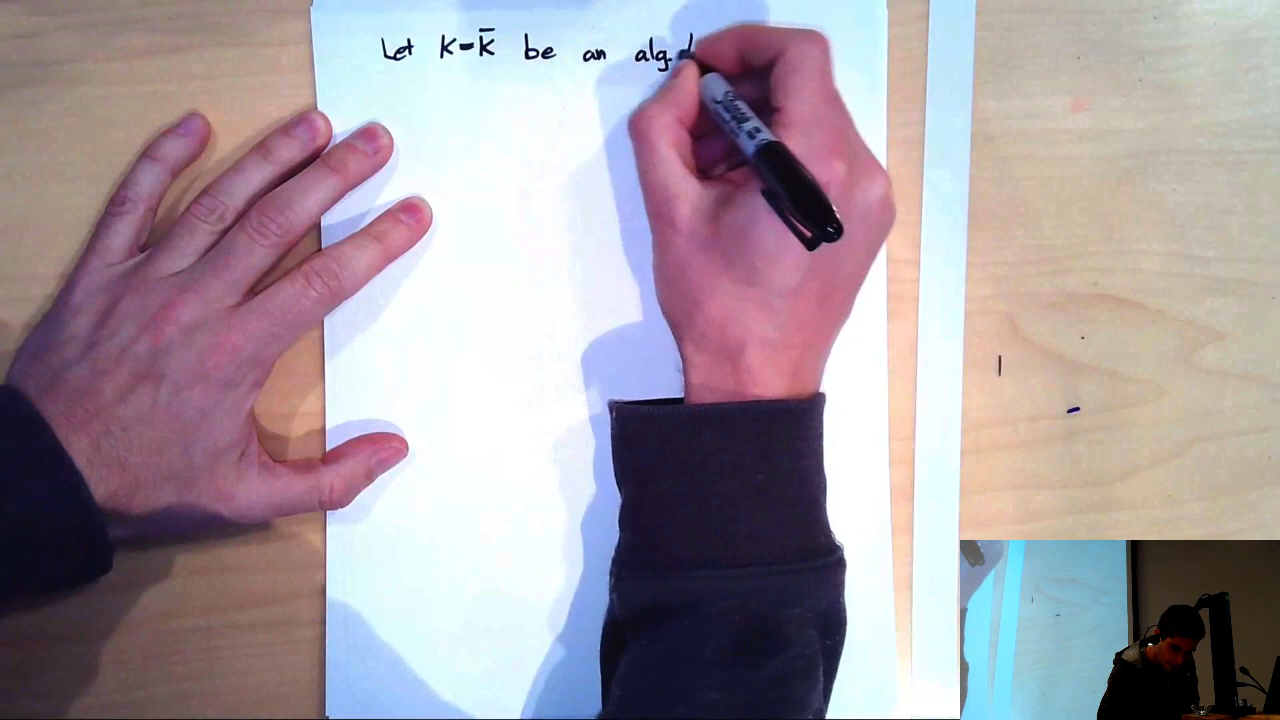 Let K = k̄ be an alg.